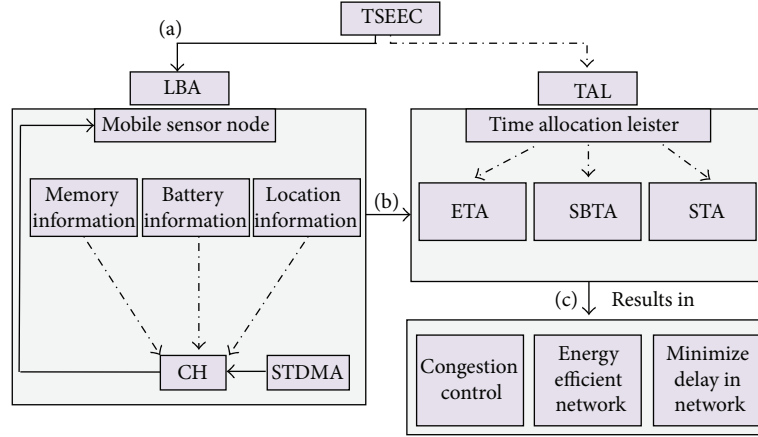 TSEEC
(a)
LBA
TAL
Mobile sensor node
Time allocation leister
Memory
information
Battery
information
Location
information
(b)
ETA
SBTA
STA
(c)
Results in
CH
STDMA
Congestion
control
Energy
efficient
network
Minimize
delay in
network